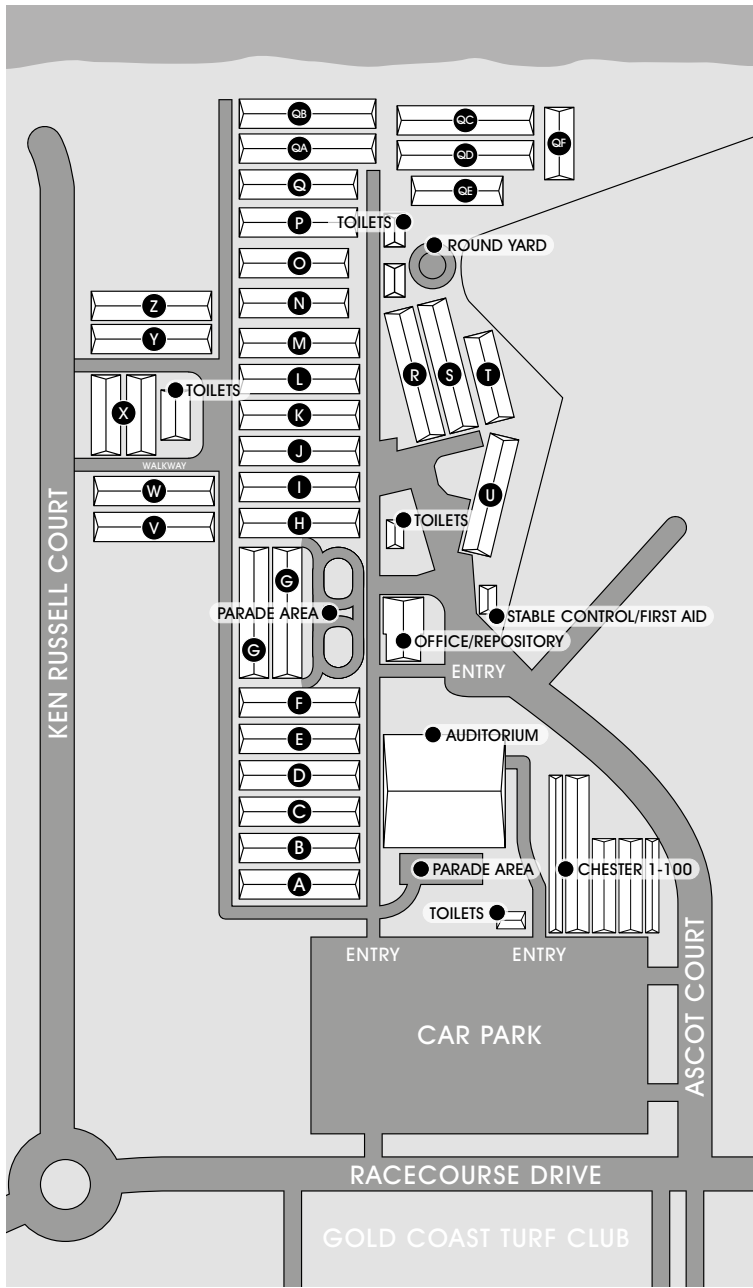 QB
QC
QF
QA
QD
Q
QE
P
TOILETS
ROUND YARD
O
N
Z
Y
M
L
R
S
T
TOILETS
X
K
J
WALKWAY
W
I
U
V
H
TOILETS
G
PARADE AREA
STABLE CONTROL/FIRST AID
G
OFFICE/REPOSITORY
ENTRY
KEN RUSSELL COURT
F
E
AUDITORIUM
D
C
B
A
PARADE AREA
CHESTER 1-100
TOILETS
ENTRY
ENTRY
ASCOT COURT
CAR PARK
RACECOURSE DRIVE
GOLD COAST TURF CLUB